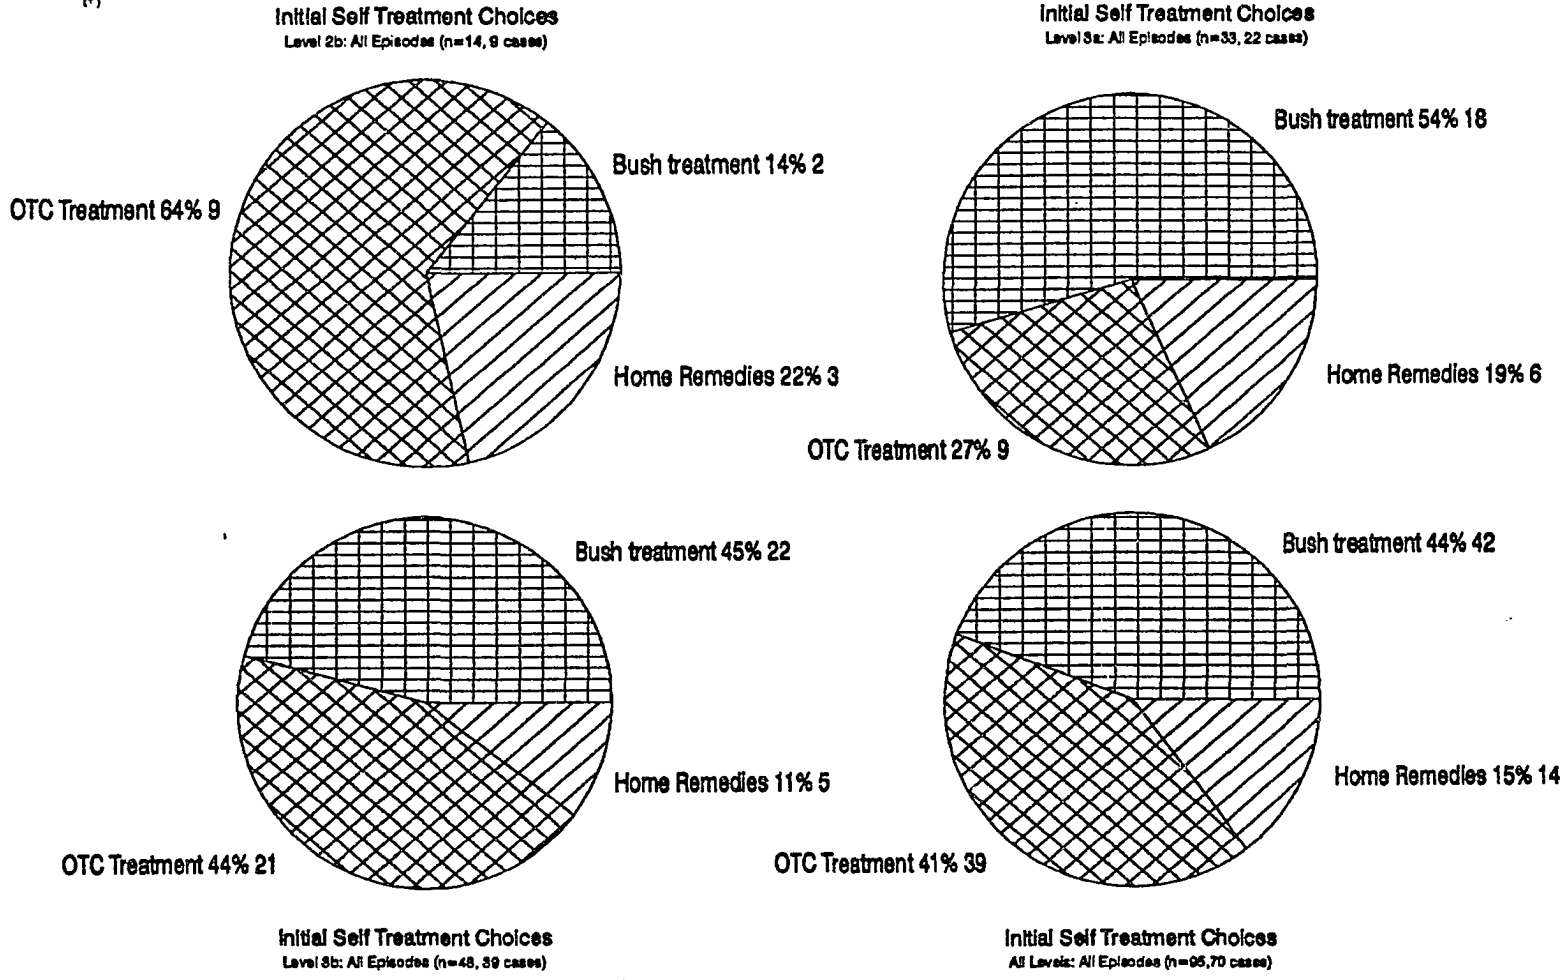 Initial Self Treatment Choices
Level 2b: All Episodes (n=14, 9 cases)
Bush treatment 14% 2
OTC Treatment 64% 9
Home Remedies 22% 3
Initial Self Treatment Choices
Level 3a: All Episodes (n=33, 22 cases)
Bush treatment 54% 18
Home Remedies 19% 6
OTC Treatment 27% 9
Bush treatment 45% 22
Home Remedies 11% 5
OTC Treatment 44% 21
Initial Self Treatment Choices
Level 3b: All Episodes (n=48, 39 cases)
Bush treatment 44% 42
Home Remedies 15% 14
OTC Treatment 41% 39
Initial Self Treatment Choices
All Levels: All Episodes (n=95,70 cases)